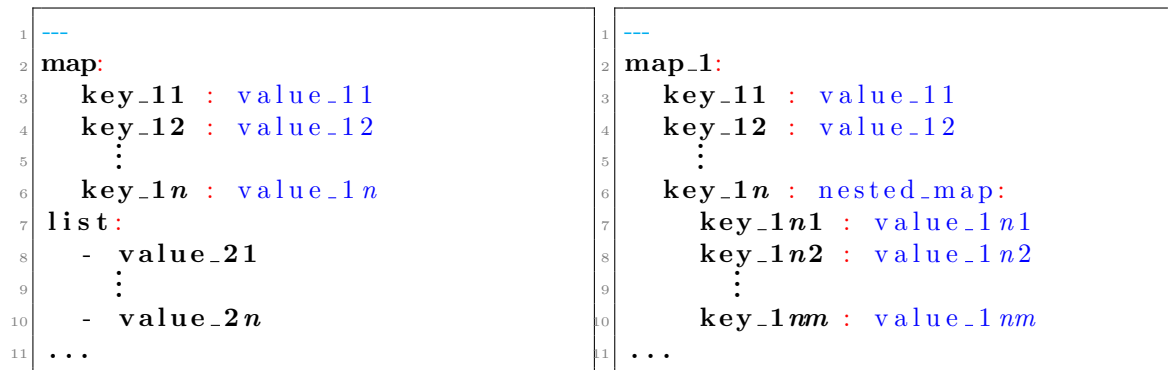 1 ---
2 map:
3 key_11 : value_11
4 key_12 : value_12
5 ⋮
6 key_1n : value_1n
7 list:
8 - value_21
9 ⋮
10 - value_2n
11 ...
1 ---
2 map_1:
3 key_11 : value_11
4 key_12 : value_12
5 ⋮
6 key_1n : nested_map:
7 key_1n1 : value_1n1
8 key_1n2 : value_1n2
9 ⋮
10 key_1nm : value_1nm
11 ...